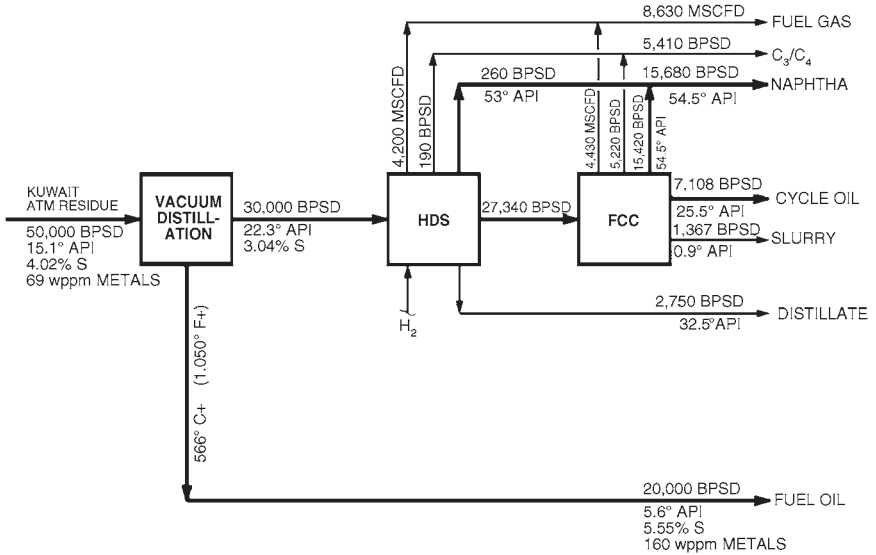 8,630 MSCFD
FUEL GAS
5,410 BPSD
C3/C4
260 BPSD
15,680 BPSD
NAPHTHA
53° API
54.5° API
4,200 MSCFD
190 BPSD
4,430 MSCFD
5,220 BPSD
15,420 BPSD
54.5° API
KUWAIT
ATM RESIDUE
50,000 BPSD
15.1° API
4.02% S
69 wppm METALS
VACUUM
DISTILL-
ATION
30,000 BPSD
22.3° API
3.04% S
HDS
27,340 BPSD
FCC
7,108 BPSD
CYCLE OIL
25.5° API
1,367 BPSD
SLURRY
0.9° API
H2
2,750 BPSD
DISTILLATE
32.5°API
566° C+ (1.050° F+)
20,000 BPSD
FUEL OIL
5.6° API
5.55% S
160 wppm METALS